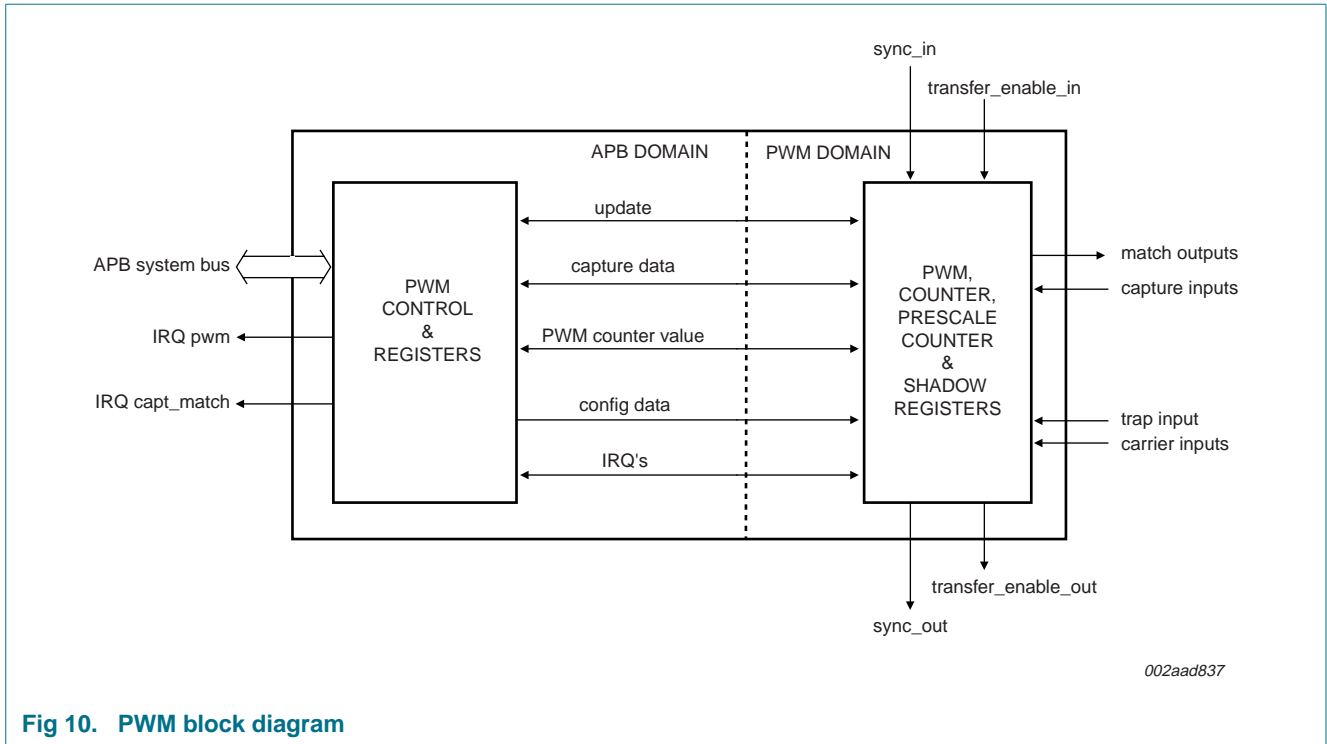 sync_in
transfer_enable_in
APB DOMAIN
PWM DOMAIN
update
capture data
PWM counter value
config data
IRQ's
APB system bus
IRQ pwm
IRQ capt_match
PWM
CONTROL
&
REGISTERS
PWM,
COUNTER,
PRESCALE
COUNTER
&
SHADOW
REGISTERS
match outputs
capture inputs
trap input
carrier inputs
transfer_enable_out
sync_out
002aad837
Fig 10. PWM block diagram